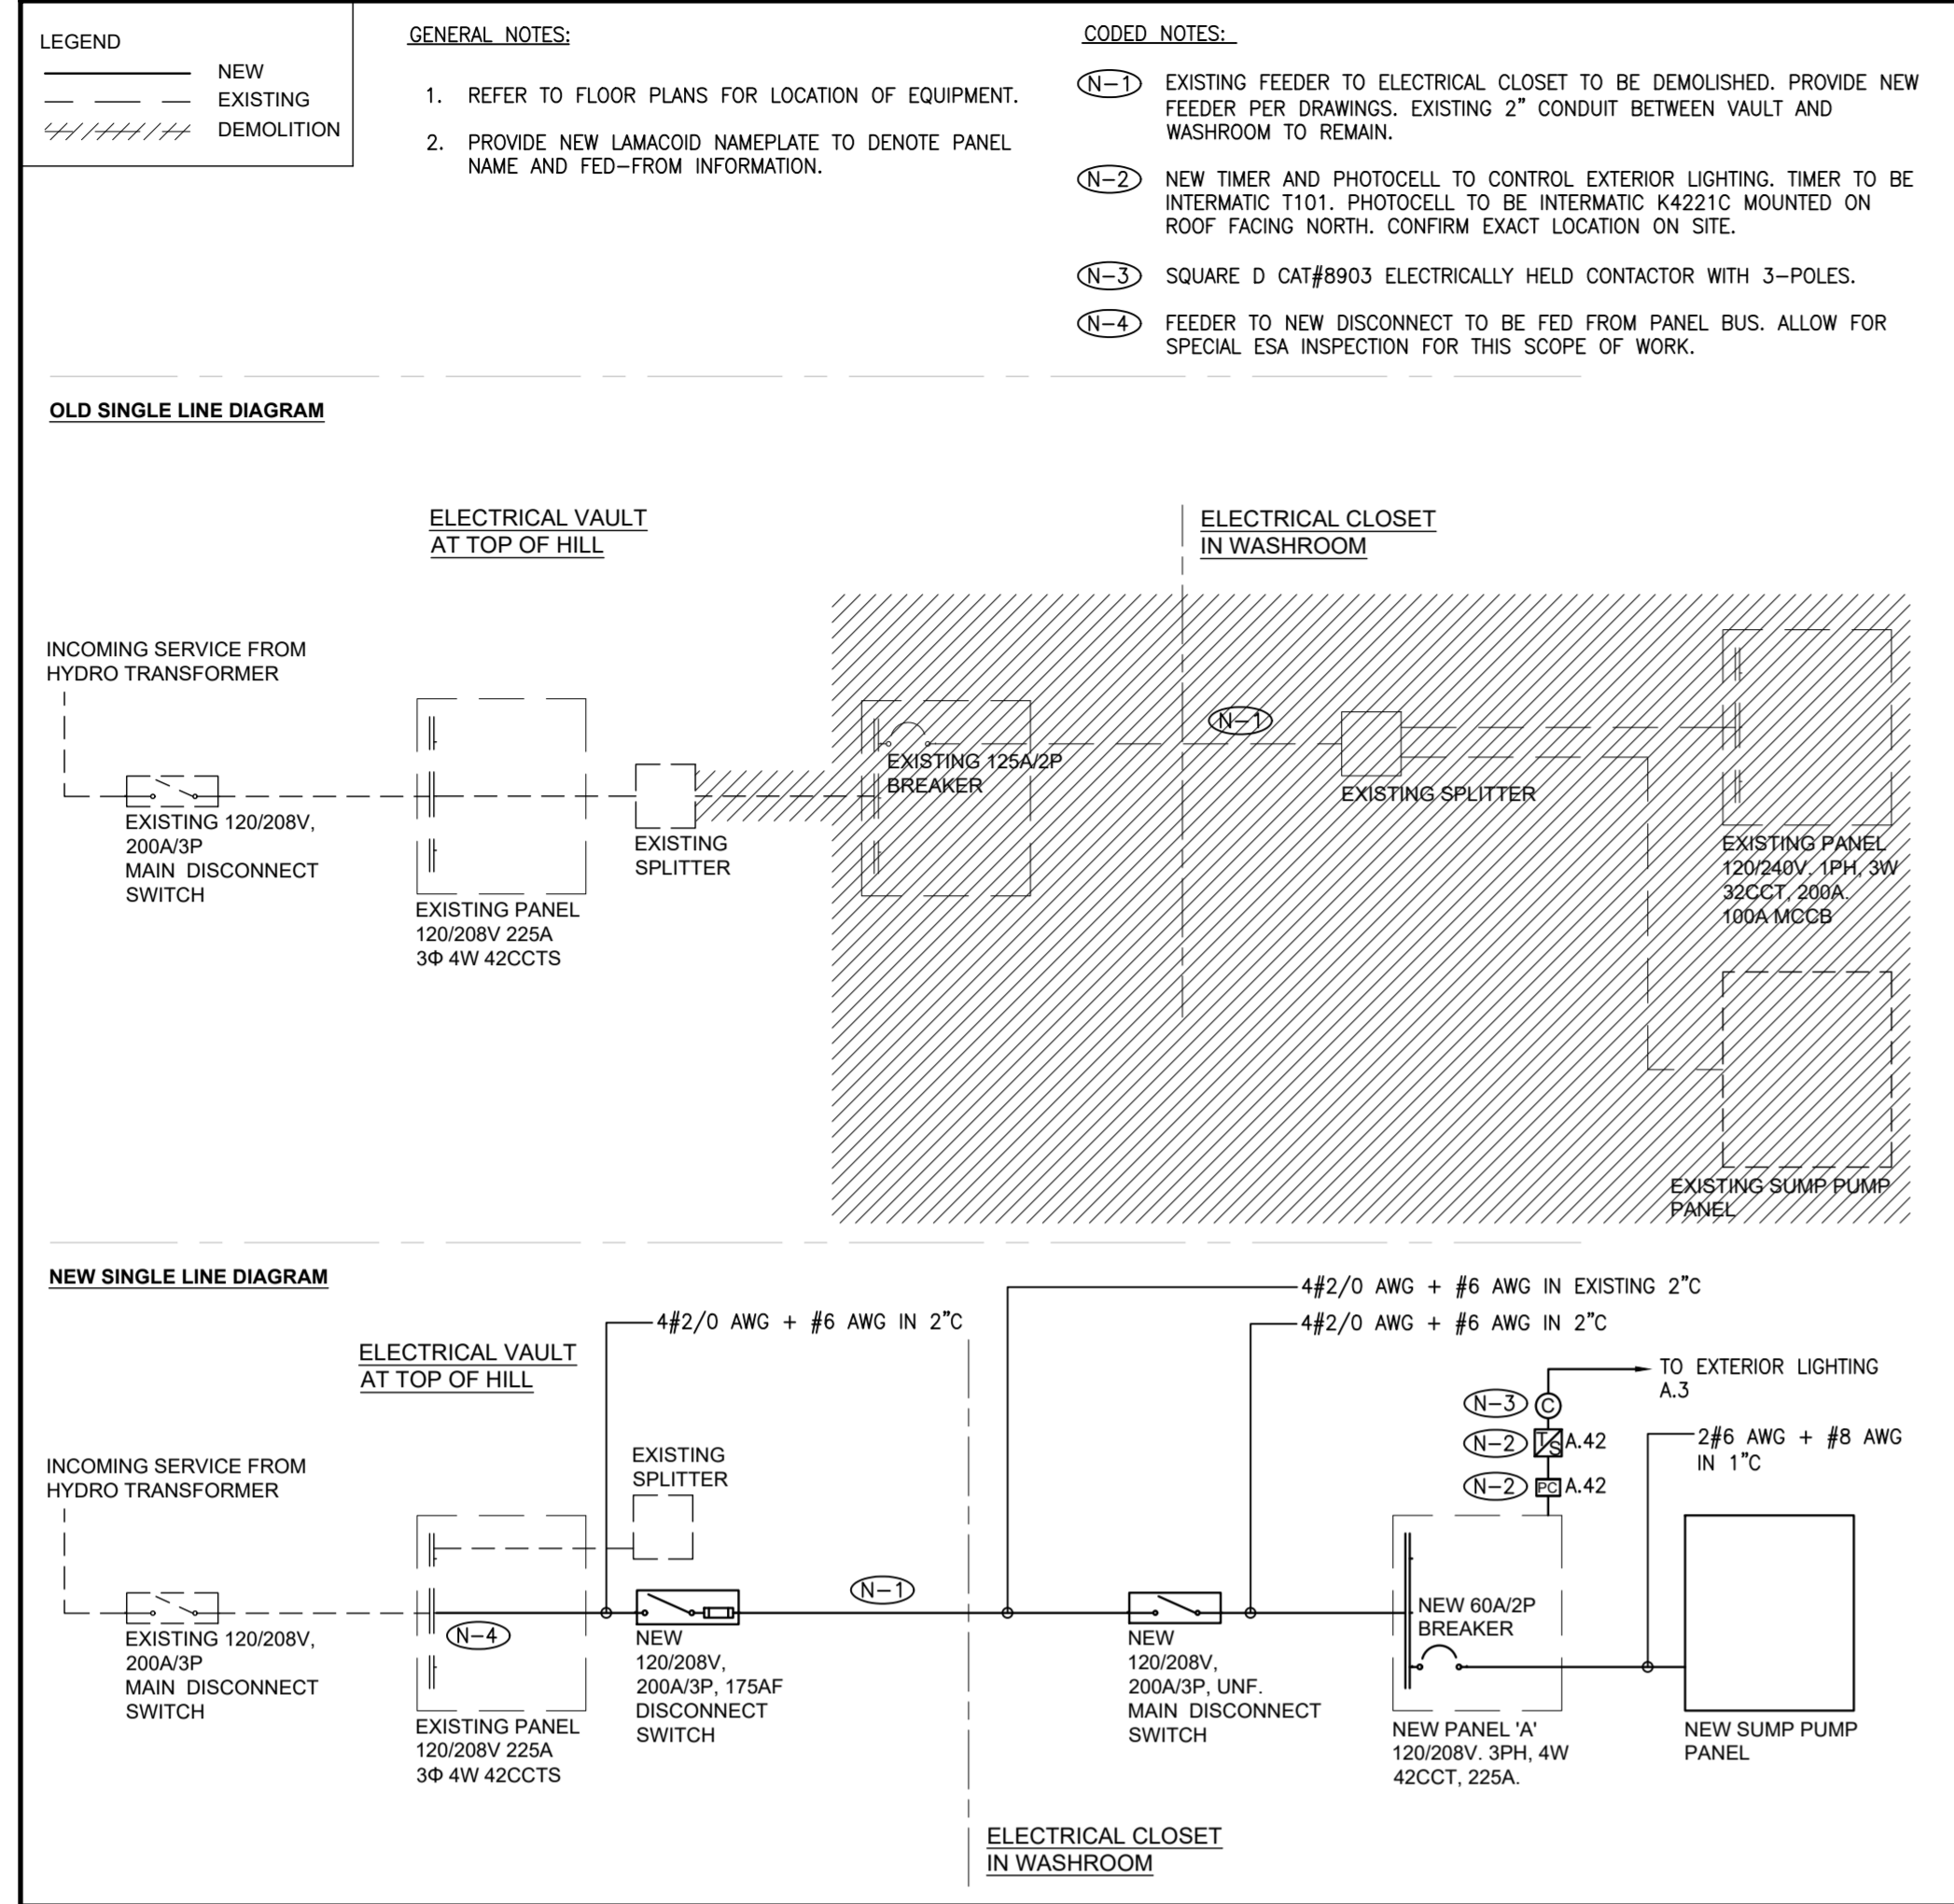 LEGEND
NEW
EXISTING
DEMOLITION
GENERAL NOTES:
1. REFER TO FLOOR PLANS FOR LOCATION OF EQUIPMENT.
2. PROVIDE NEW LAMACOID NAMEPLATE TO DENOTE PANEL
NAME AND FED-FROM INFORMATION.
CODED NOTES:
N-1 EXISTING FEEDER TO ELECTRICAL CLOSET TO BE DEMOLISHED. PROVIDE NEW
FEEDER PER DRAWINGS. EXISTING 2" CONDUIT BETWEEN VAULT AND
WASHROOM TO REMAIN.
N-2 NEW TIMER AND PHOTOCELL TO CONTROL EXTERIOR LIGHTING. TIMER TO BE
INTERMATIC T101. PHOTOCELL TO BE INTERMATIC K4221C MOUNTED ON
ROOF FACING NORTH. CONFIRM EXACT LOCATION ON SITE.
N-3 SQUARE D CAT#8903 ELECTRICALLY HELD CONTACTOR WITH 3-POLES.
N-4 FEEDER TO NEW DISCONNECT TO BE FED FROM PANEL BUS. ALLOW FOR
SPECIAL ESA INSPECTION FOR THIS SCOPE OF WORK.
OLD SINGLE LINE DIAGRAM
ELECTRICAL VAULT
AT TOP OF HILL
ELECTRICAL CLOSET
IN WASHROOM
INCOMING SERVICE FROM
HYDRO TRANSFORMER
EXISTING 120/208V,
200A/3P
MAIN DISCONNECT
SWITCH
EXISTING PANEL
120/208V 225A
3Φ 4W 42CCTS
EXISTING
SPLITTER
EXISTING 125A/2P
BREAKER
N-1
EXISTING SPLITTER
EXISTING PANEL
120/240V. 1PH, 3W
32CCT, 200A.
100A MCCB
EXISTING SUMP PUMP
PANEL
NEW SINGLE LINE DIAGRAM
4#2/0 AWG + #6 AWG IN EXISTING 2"C
4#2/0 AWG + #6 AWG IN 2"C
4#2/0 AWG + #6 AWG IN 2"C
ELECTRICAL VAULT
AT TOP OF HILL
TO EXTERIOR LIGHTING
A.3
N-3 C
N-2 TS A.42
N-2 PC A.42
2#6 AWG + #8 AWG
IN 1"C
INCOMING SERVICE FROM
HYDRO TRANSFORMER
EXISTING
SPLITTER
EXISTING 120/208V,
200A/3P
MAIN DISCONNECT
SWITCH
N-4
EXISTING PANEL
120/208V 225A
3Φ 4W 42CCTS
N-1
NEW
120/208V,
200A/3P, 175AF
DISCONNECT
SWITCH
NEW
120/208V,
200A/3P, UNF.
MAIN DISCONNECT
SWITCH
NEW 60A/2P
BREAKER
NEW PANEL 'A'
120/208V. 3PH, 4W
42CCT, 225A.
NEW SUMP PUMP
PANEL
ELECTRICAL CLOSET
IN WASHROOM